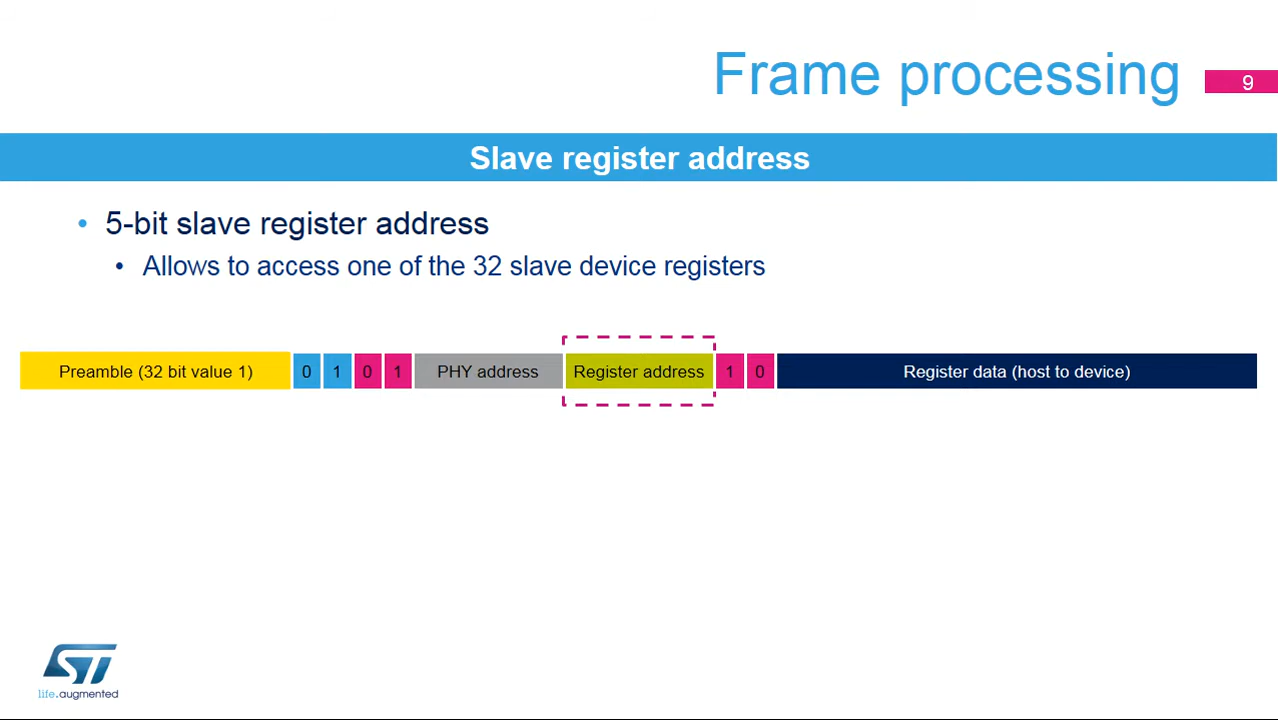 Frame processing
9
Slave register address
• 5-bit slave register address
• Allows to access one of the 32 slave device registers
Preamble (32 bit value 1) 0 1 0 1 PHY address Register address 1 0 Register data (host to device)
ST
life.augmented